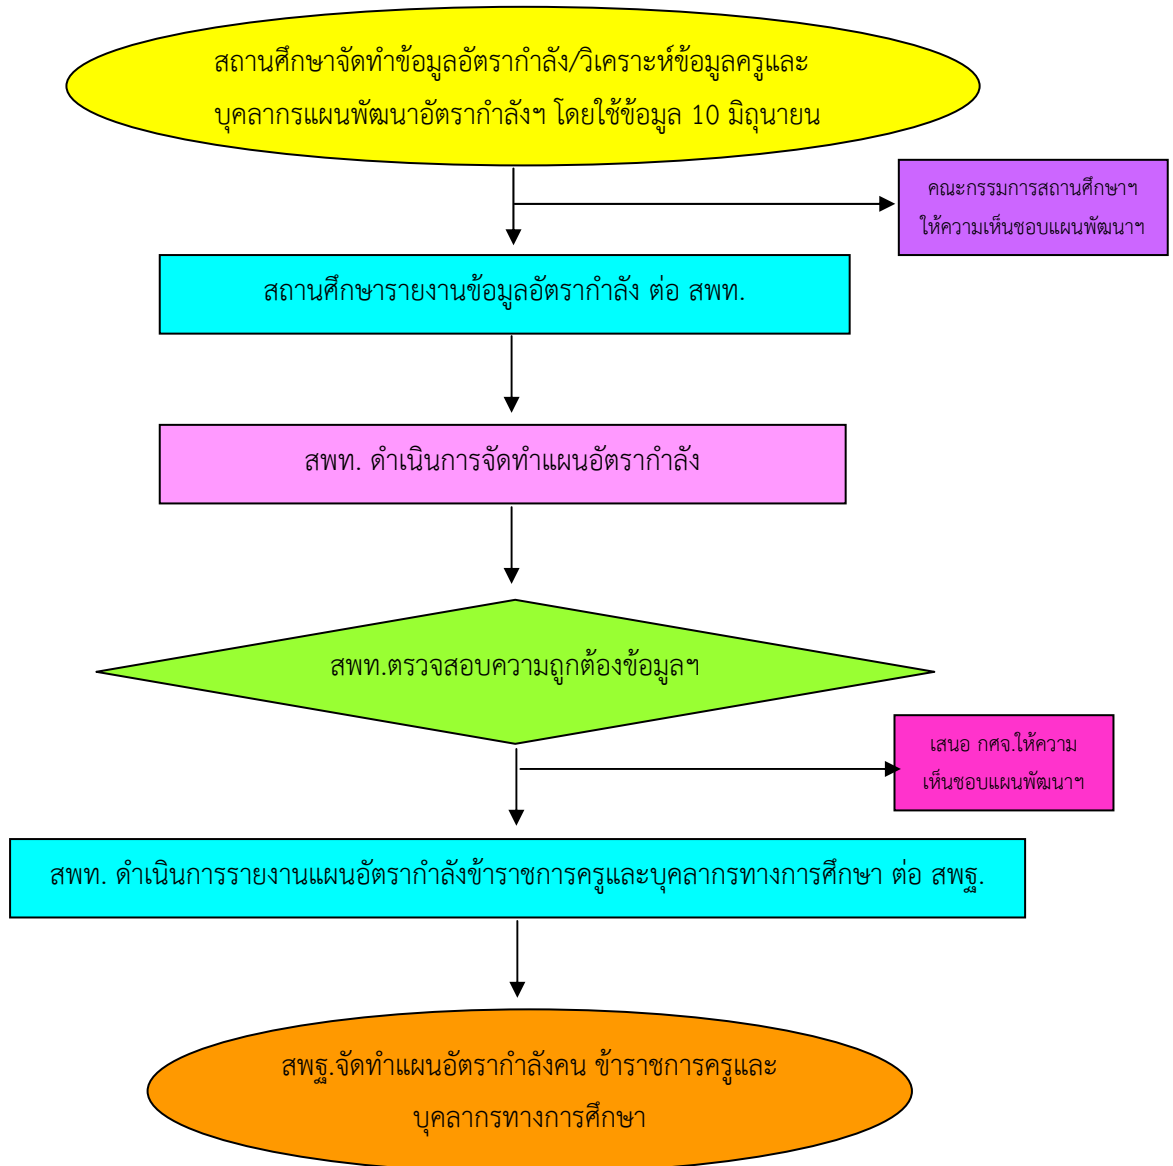 สถานศึกษาจัดทำข้อมูลอัตรากำลัง/วิเคราะห์ข้อมูลครูและ
บุคลากรแผนพัฒนาอัตรากำลังฯ โดยใช้ข้อมูล 10 มิถุนายน
คณะกรรมการสถานศึกษาฯ
ให้ความเห็นชอบแผนพัฒนาฯ
สถานศึกษารายงานข้อมูลอัตรากำลัง ต่อ สพท.
สพท. ดำเนินการจัดทำแผนอัตรากำลัง
สพท.ตรวจสอบความถูกต้องข้อมูลฯ
เสนอ กศจ.ให้ความ
เห็นชอบแผนพัฒนาฯ
สพท. ดำเนินการรายงานแผนอัตรากำลังข้าราชการครูและบุคลากรทางการศึกษา ต่อ สพฐ.
สพฐ.จัดทำแผนอัตรากำลังคน ข้าราชการครูและ
บุคลากรทางการศึกษา